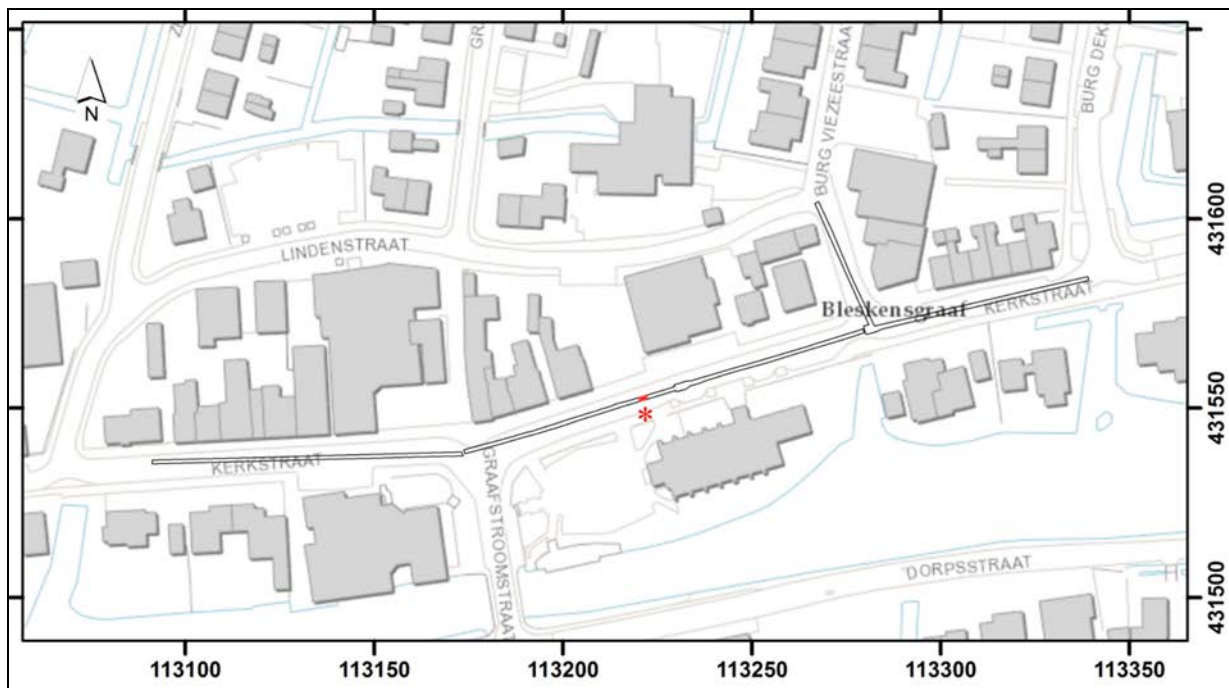 GR
BURG VIEZEESTRAAT
BURG DEK
N
431600
LINDENSTRAAT
Bleskensgraaf
KERKSTRAAT
431550
*
KERKSTRAAT
GRAAFSTROOMSTRAAT
DORPSSTRAAT
H
431500
113100 113150 113200 113250 113300 113350